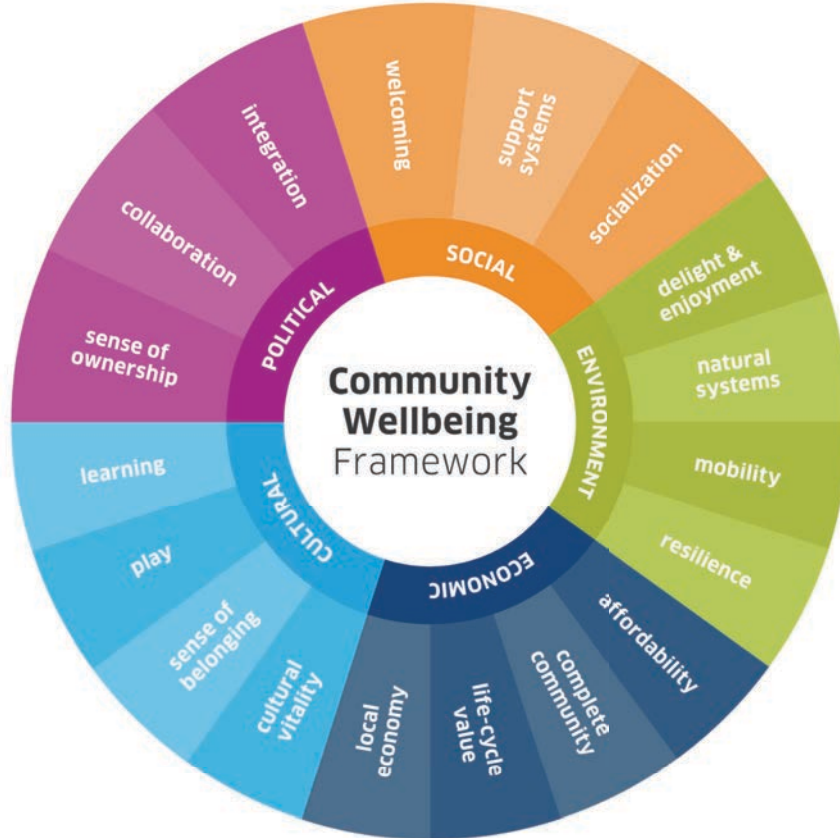 Community
Wellbeing
Framework
SOCIAL
welcoming
support
systems
socialization
ENVIRONMENT
delight &
enjoyment
natural
systems
mobility
resilience
ECONOMIC
affordability
complete
community
life-cycle
value
local
economy
CULTURAL
cultural
vitality
sense of
belonging
play
learning
POLITICAL
sense of
ownership
collaboration
integration